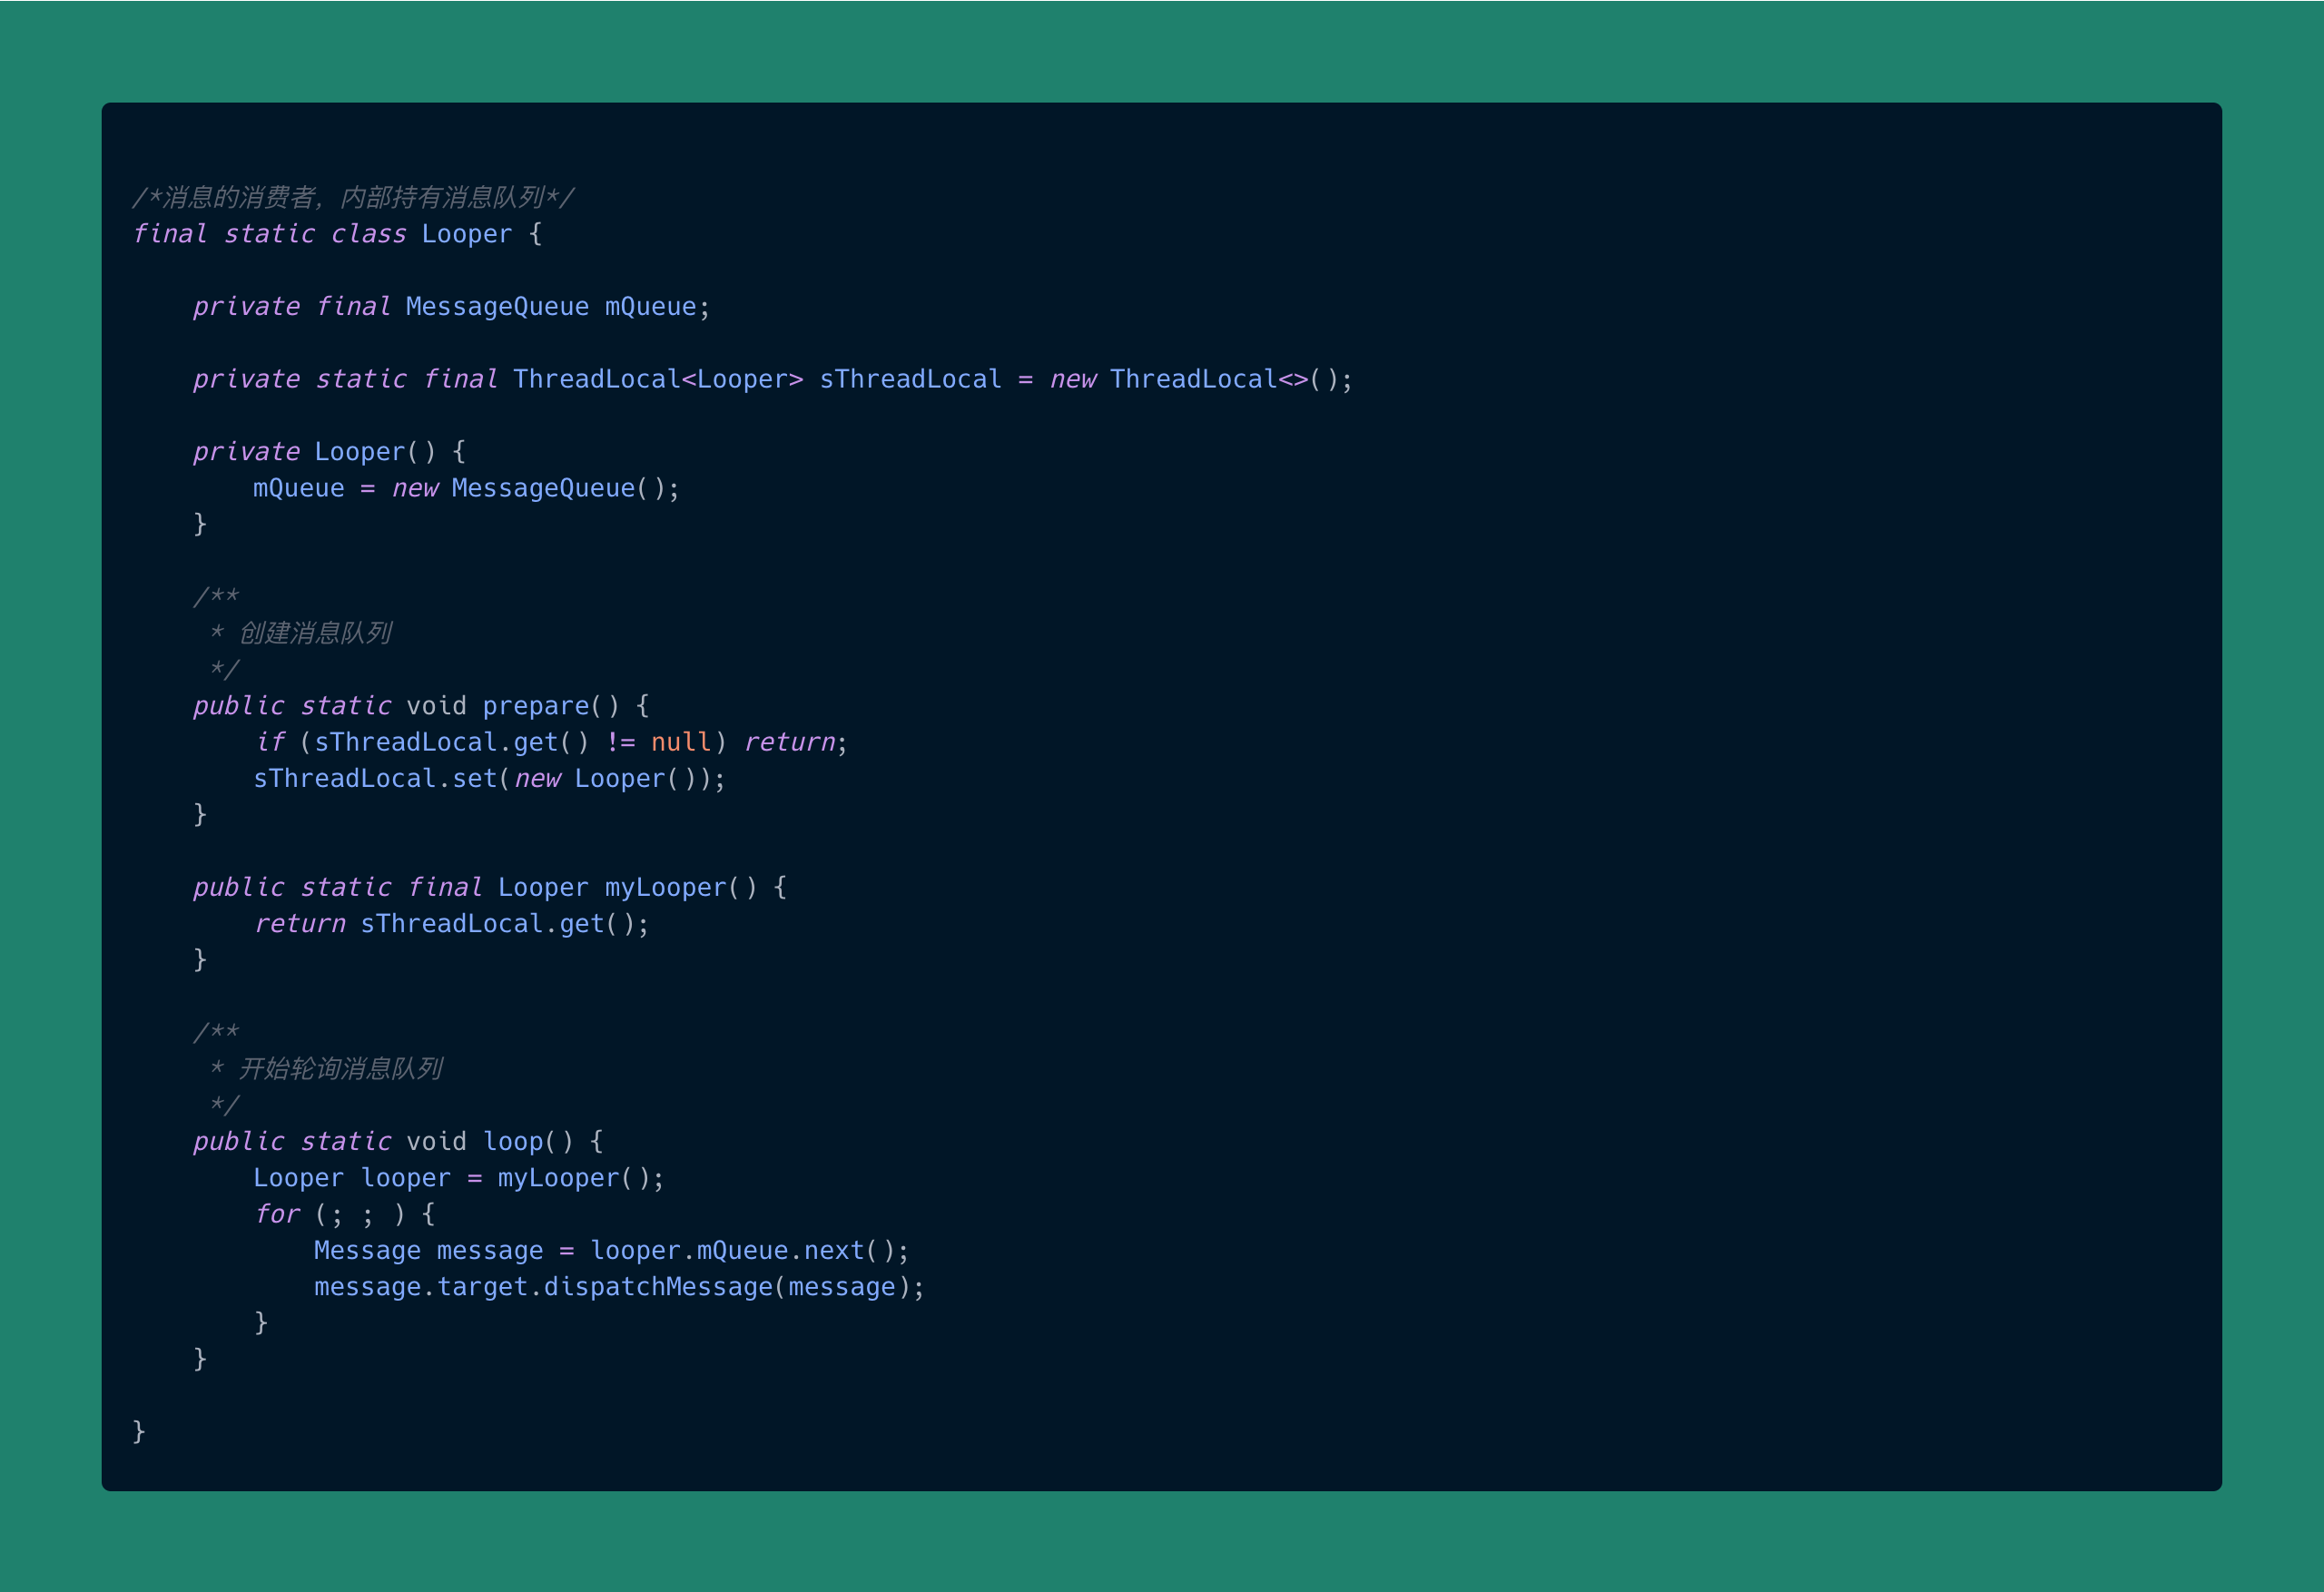 /*消息的消费者，内部持有消息队列*/
final static class Looper {
private final MessageQueue mQueue;
private static final ThreadLocal<Looper> sThreadLocal = new ThreadLocal<>();
private Looper() {
mQueue = new MessageQueue();
}
/**
* 创建消息队列
*/
public static void prepare() {
if (sThreadLocal.get() != null) return;
sThreadLocal.set(new Looper());
}
public static final Looper myLooper() {
return sThreadLocal.get();
}
/**
* 开始轮询消息队列
*/
public static void loop() {
Looper looper = myLooper();
for (; ; ) {
Message message = looper.mQueue.next();
message.target.dispatchMessage(message);
}
}
}